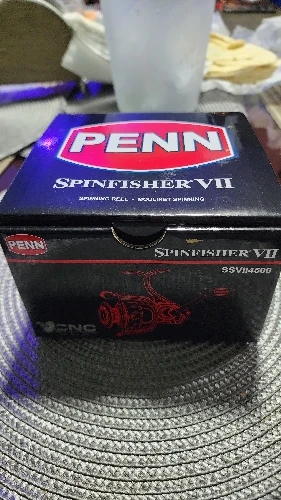 PENN
SPINFISHER VII
SPINNING REEL • MOULINET SPINNING
PENN
SPINFISHER VII
SSVII4500
CNC